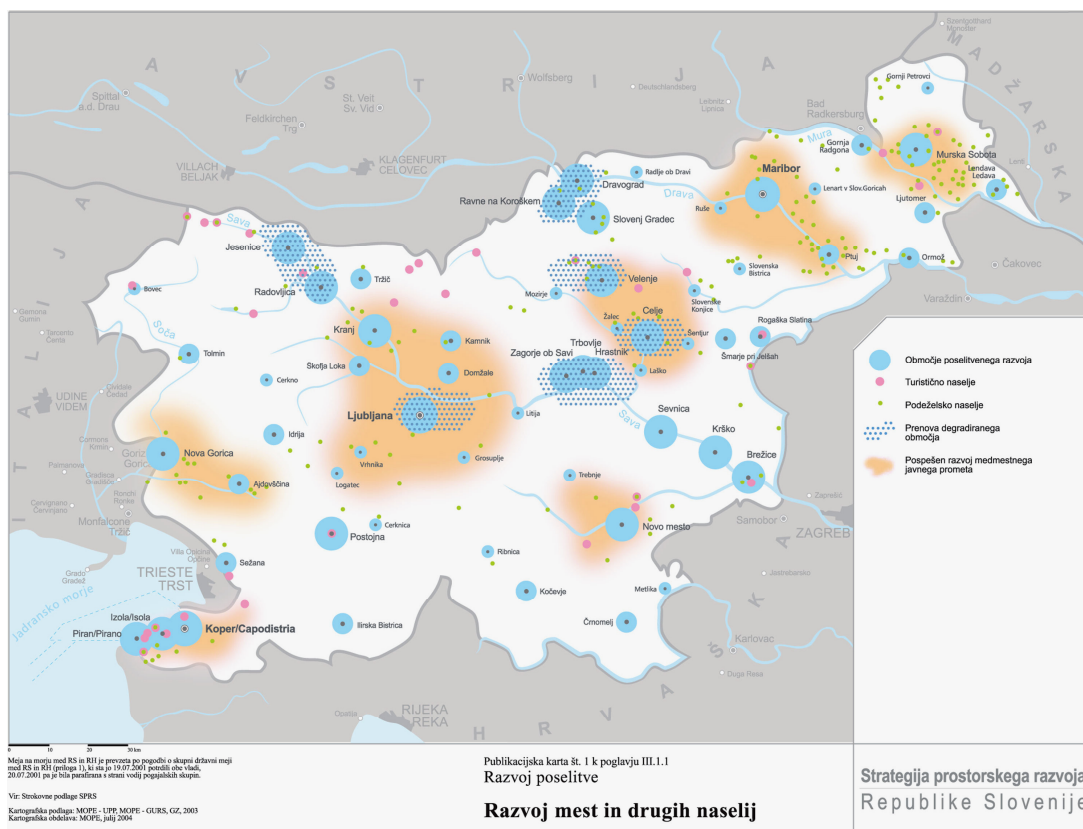 Szentgotthard
Monošter
MADŽARSKA
AVSTRIJA
Wolfsberg
Spittal
a.d. Drau
St. Veit
Sv. Vid
Deutschlandsberg
Leibnitz
Lipnica
Bad
Radkersburg
Gornji Petrovci
Feldkirchen
Trg
Mura
Gornja
Radgona
Murska Sobota
VILLACH
BELJAK
KLAGENFURT
CELOVEC
Maribor
Lendava
Ledava
Radlje ob Dravi
Dravograd
Drava
Lenart v Slov.Goricah
Ljutomer
Ravne na Koroškem
Ruše
Slovenj Gradec
Sava
Jesenice
Ptuj
Ormož
Čakovec
Radovljica
Tržič
Velenje
Slovenska
Bistrica
Bovec
Mozirje
Slovenske
Konjice
Varaždin
Gemona
Gumin
Soča
Žalec
Celje
Rogaška Slatina
Tarcento
Kranj
Kamnik
Trbovlje
Šentjur
Tolmin
Škofja Loka
Zagorje ob Savi
Hrastnik
Šmarje pri Jelšah
Domžale
Laško
Cerkno
Cividale
Čedad
UDINE
VIDEM
ITALIJA
Ljubljana
Litija
Sava
Sevnica
Idrija
Krško
Cormons
Krmin
Nova Gorica
Vrhnika
Grosuplje
Brežice
Palmanova
Gradisca
Gradišče
Ajdovščina
Logatec
Trebnje
Ronchi
Ronke
Cervignano
Cervinjano
Zaprešić
Monfalcone
Tržič
Cerknica
Novo mesto
Samobor
ZAGREB
Postojna
Villa Opicina
Opčine
Ribnica
Grado
Gradež
TRIESTE
TRST
Sežana
Jastrebarsko
Jadransko morje
Kočevje
Metlika
Izola/Isola
Piran/Pirano
Koper/Capodistria
Ilirska Bistrica
Črnomelj
Karlovac
Duga Resa
Opatija
RIJEKA
REKA
HRVAŠKA
Območje poselitvenega razvoja
Turistično naselje
Podeželsko naselje
Prenova degradiranega
območja
Pospešen razvoj medmestnega
javnega prometa
0 10 20 30 km
Meja na morju med RS in RH je prevzeta po pogodbi o skupni državni meji
med RS in RH (priloga 1), ki sta jo 19.07.2001 potrdili obe vladi,
20.07.2001 pa je bila parafirana s strani vodij pogajalskih skupin.
Vir: Strokovne podlage SPRS
Kartografska podlaga: MOPE - UPP, MOPE - GURS, GZ, 2003
Kartografska obdelava: MOPE, julij 2004
Publikacijska karta št. 1 k poglavju III.1.1
Razvoj poselitve
Razvoj mest in drugih naselij
Strategija prostorskega razvoja
Republike Slovenije